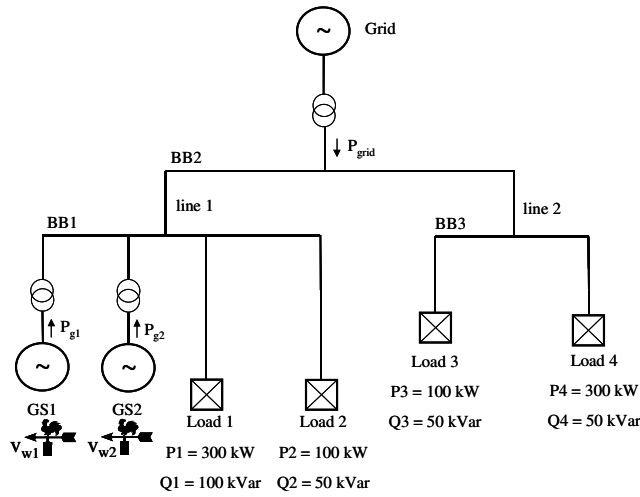 ~
Grid
P_grid
BB2
line 1
line 2
BB1
BB3
P_g1
P_g2
~
~
GS1
GS2
V_w1
V_w2
Load 1
P1 = 300 kW
Q1 = 100 kVar
Load 2
P2 = 100 kW
Q2 = 50 kVar
Load 3
P3 = 100 kW
Q3 = 50 kVar
Load 4
P4 = 300 kW
Q4 = 50 kVar